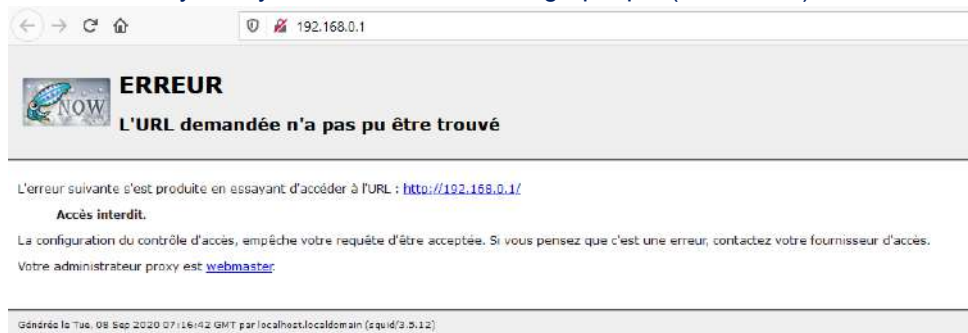 192.168.0.1
NOW
ERREUR
L'URL demandée n'a pas pu être trouvé
L'erreur suivante s'est produite en essayant d'accéder à l'URL : http://192.168.0.1/
Accès interdit.
La configuration du contrôle d'accès, empêche votre requête d'être acceptée. Si vous pensez que c'est une erreur, contactez votre fournisseur d'accès.
Votre administrateur proxy est webmaster.
Générée le Tue, 08 Sep 2020 07:16:42 GMT par localhost.localdomain (squid/3.5.12)